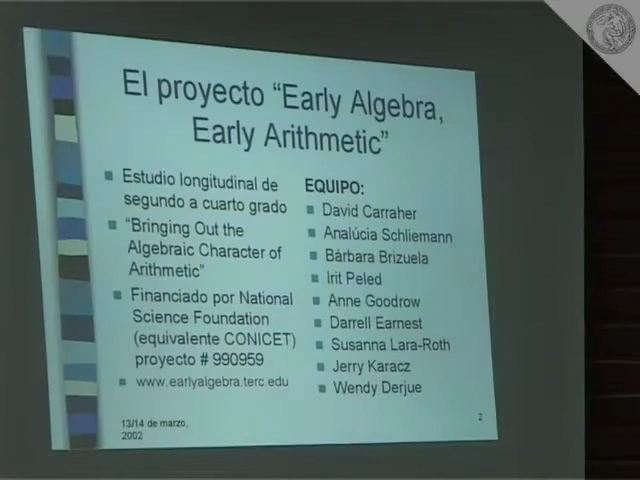 El proyecto “Early Algebra,
Early Arithmetic”
Estudio longitudinal de
segundo a cuarto grado
“Bringing Out the
Algebraic Character of
Arithmetic”
Financiado por National
Science Foundation
(equivalente CONICET)
proyecto # 990959
www.earlyalgebra.terc.edu
EQUIPO:
David Carraher
Analúcia Schliemann
Bárbara Brizuela
Irit Peled
Anne Goodrow
Darrell Earnest
Susanna Lara-Roth
Jerry Karacz
Wendy Derjue
13/14 de marzo,
2002
2